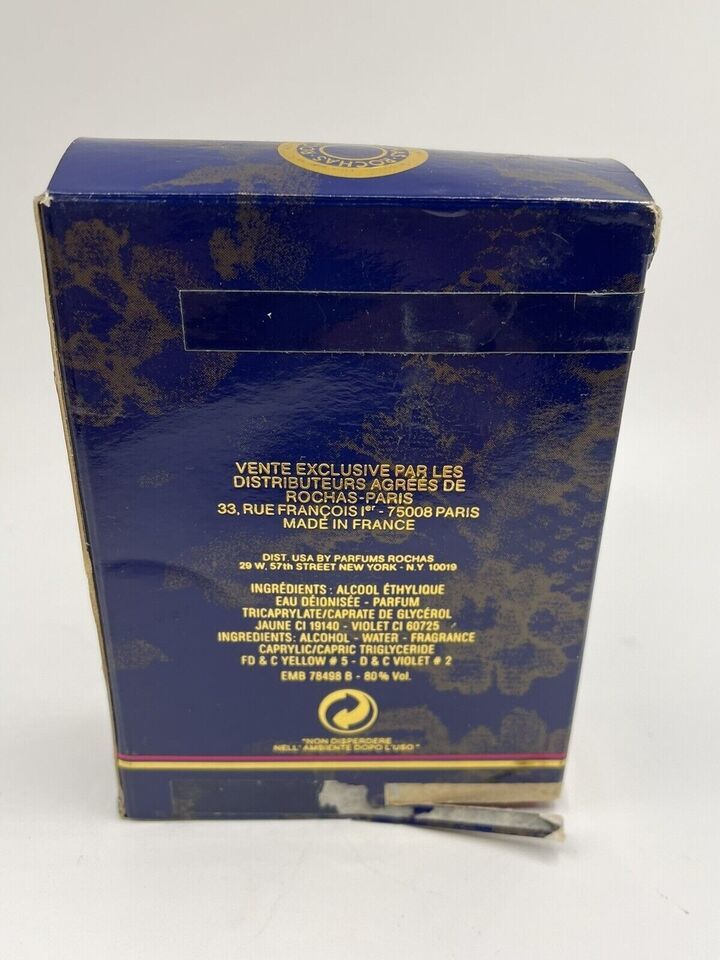 ROCHAS
VENTE EXCLUSIVE PAR LES
DISTRIBUTEURS AGRÉÉS DE
ROCHAS-PARIS
33, RUE FRANÇOIS Ier - 75008 PARIS
MADE IN FRANCE
DIST. USA BY PARFUMS ROCHAS
29 W. 57th STREET NEW YORK - N.Y. 10019
INGRÉDIENTS : ALCOOL ÉTHYLIQUE
EAU DÉIONISÉE - PARFUM
TRICAPRYLATE/CAPRATE DE GLYCÉROL
JAUNE CI 19140 - VIOLET CI 60725
INGREDIENTS: ALCOHOL - WATER - FRAGRANCE
CAPRYLIC/CAPRIC TRIGLYCERIDE
FD & C YELLOW # 5 - D & C VIOLET # 2
EMB 78498 B - 80% Vol.
"NON DISPERDERE
NELL' AMBIENTE DOPO L'USO"